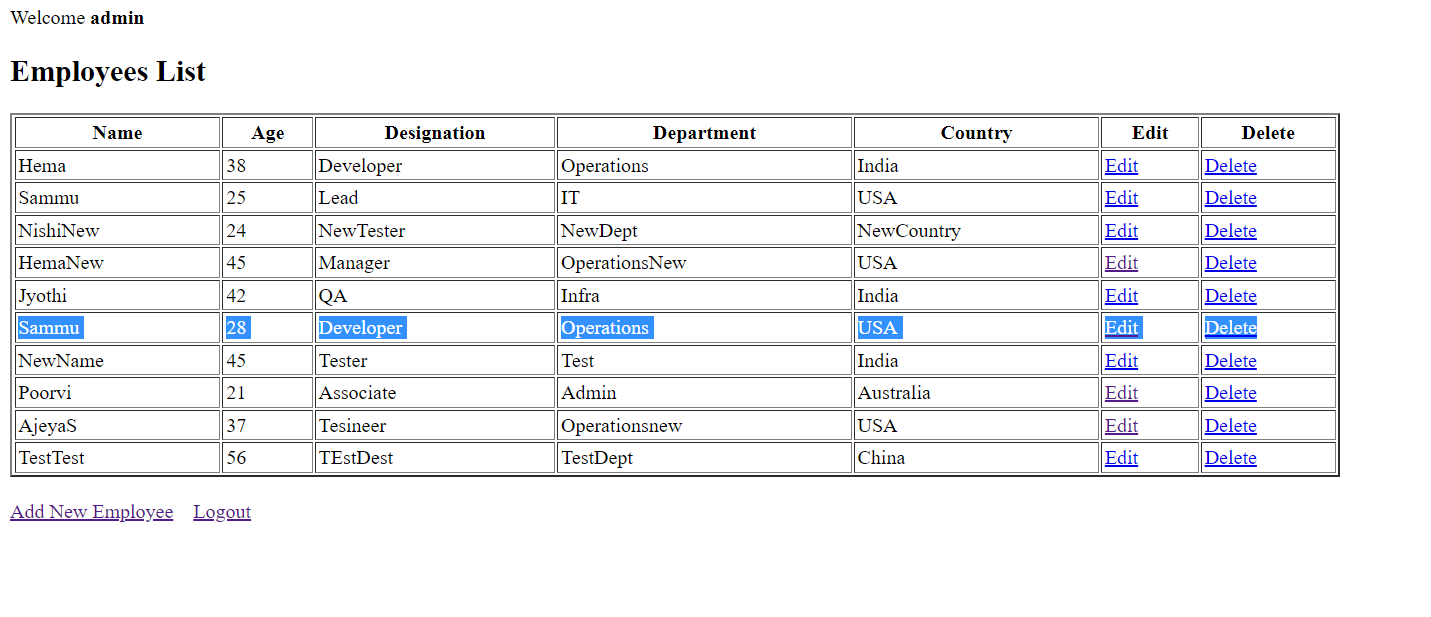 Welcome admin
Employees List
Name Age Designation Department Country Edit Delete
Hema 38 Developer Operations India Edit Delete
Sammu 25 Lead IT USA Edit Delete
NishiNew 24 NewTester NewDept NewCountry Edit Delete
HemaNew 45 Manager OperationsNew USA Edit Delete
Jyothi 42 QA Infra India Edit Delete
Sammu 28 Developer Operations USA Edit Delete
NewName 45 Tester Test India Edit Delete
Poorvi 21 Associate Admin Australia Edit Delete
AjeyaS 37 Tesineer Operationsnew USA Edit Delete
TestTest 56 TEstDest TestDept China Edit Delete
Add New Employee Logout